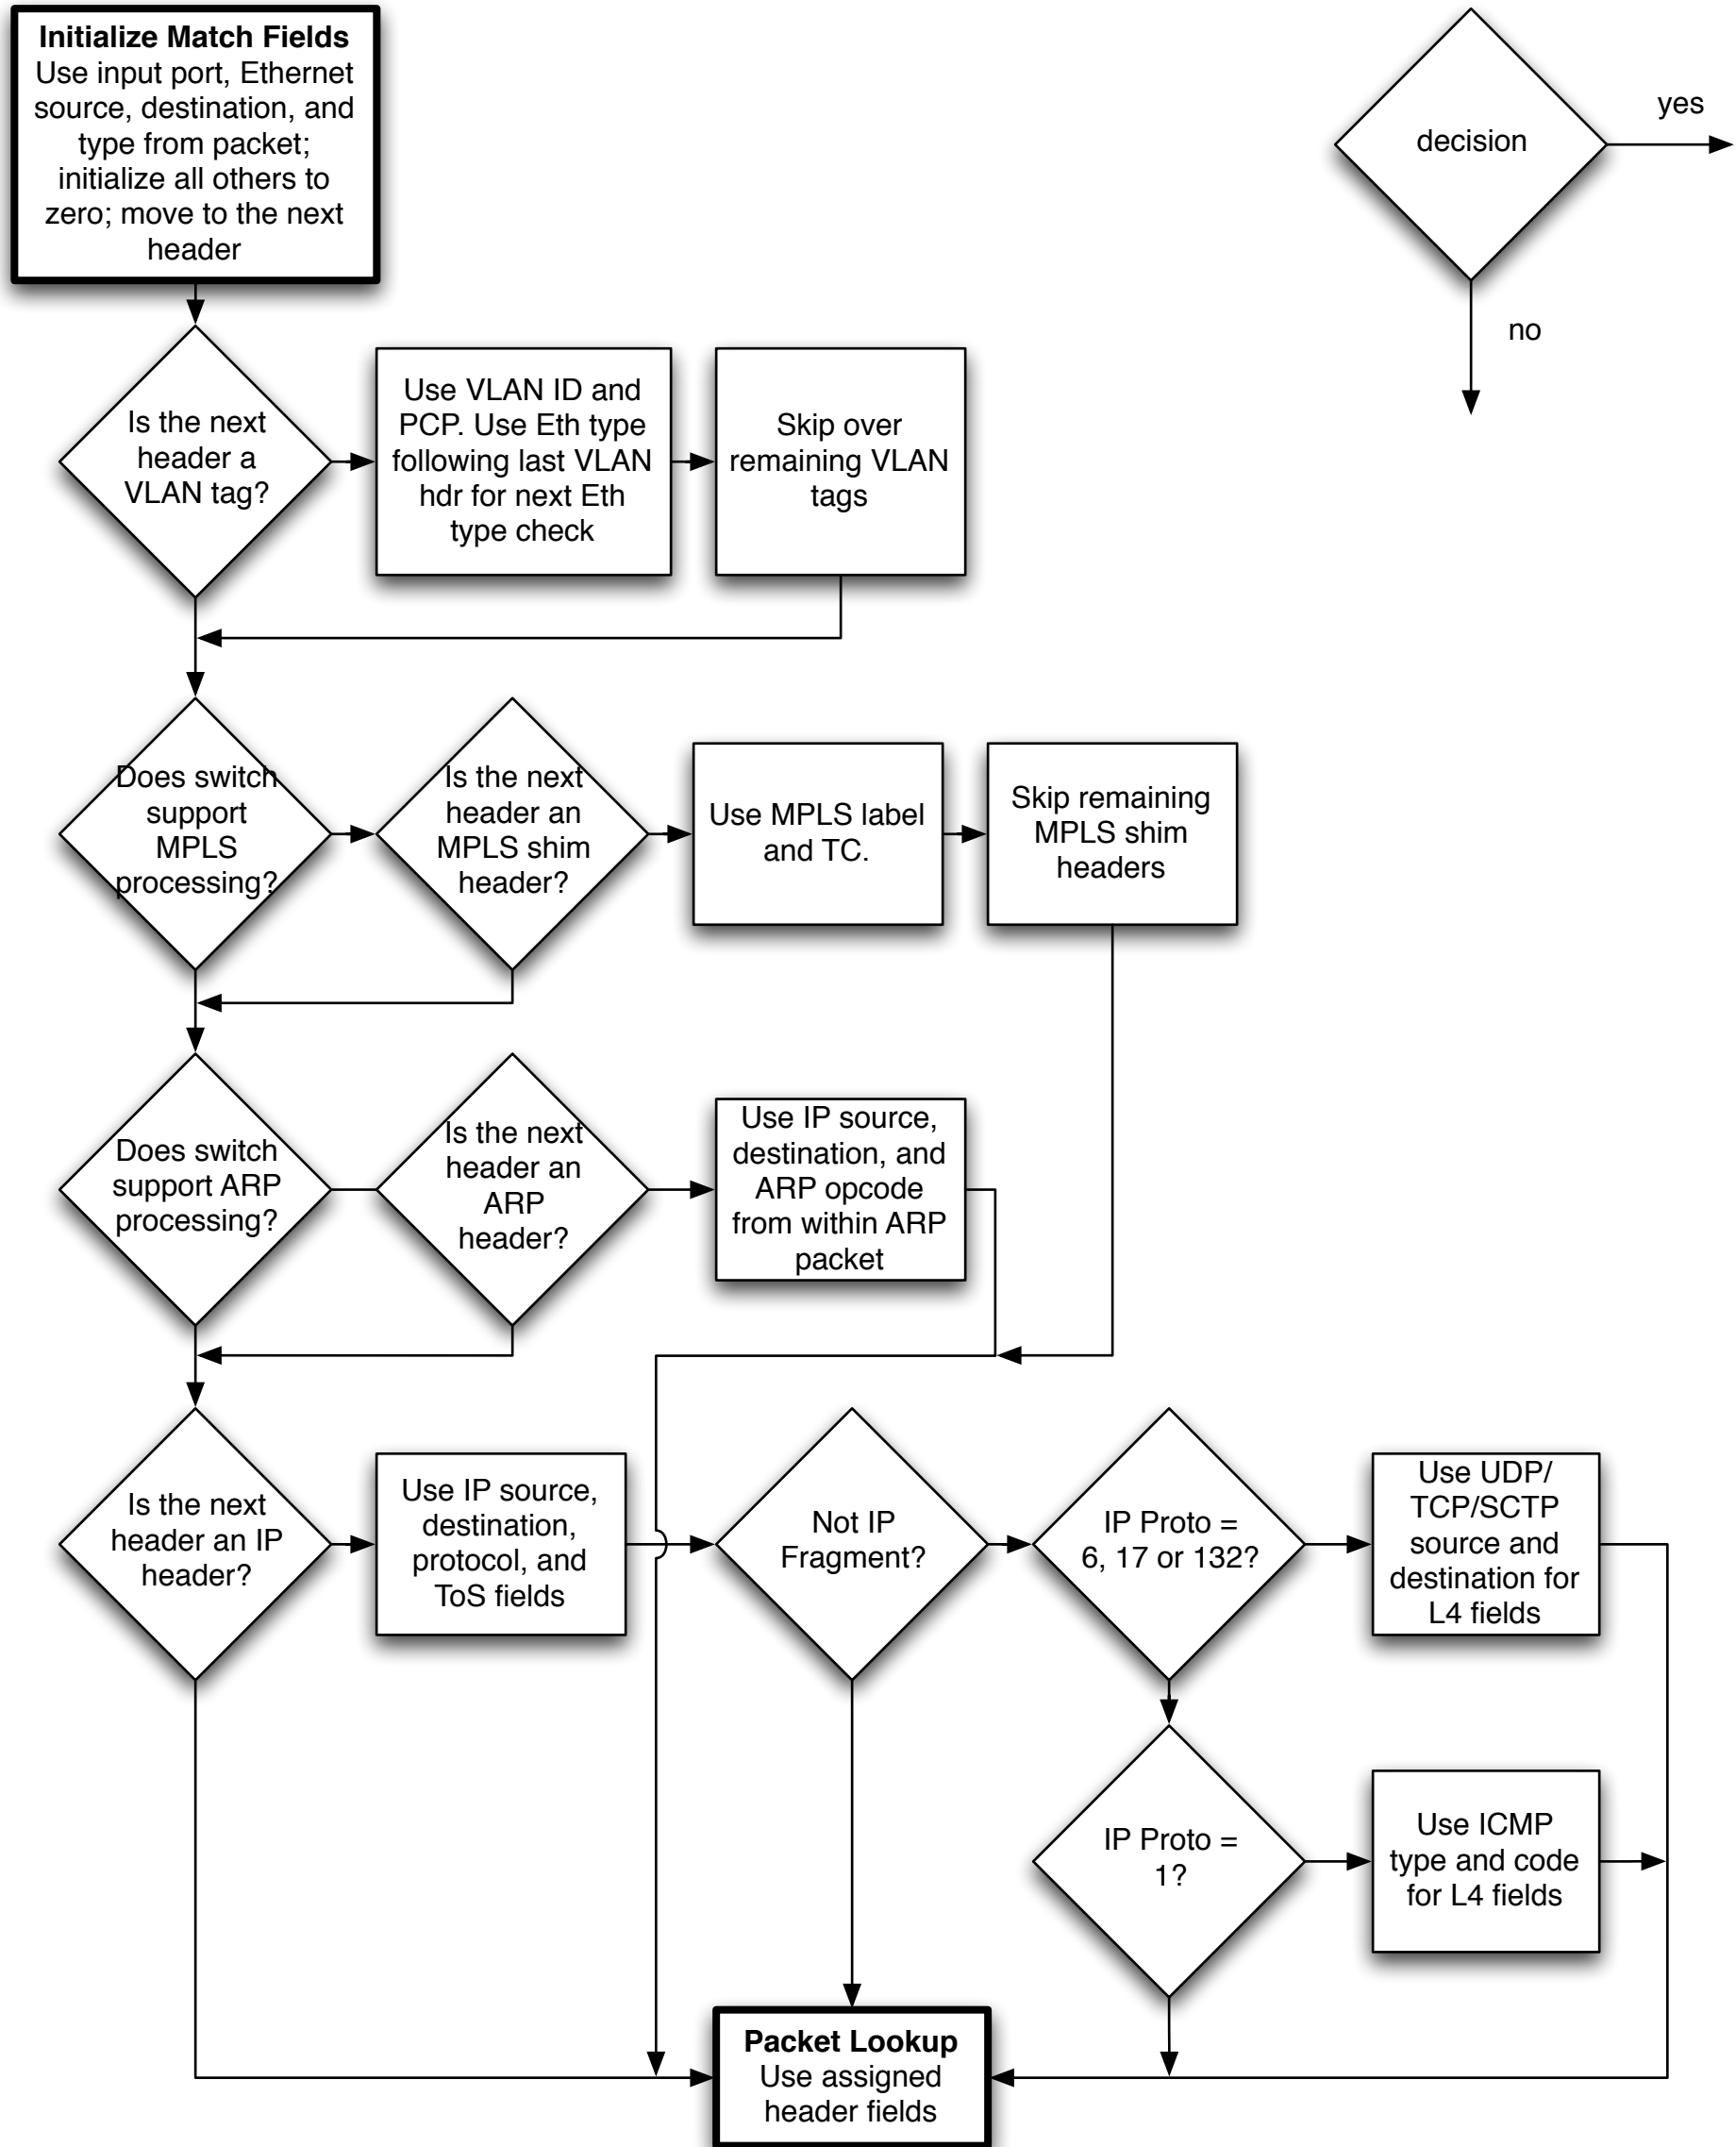 Initialize Match Fields
Use input port, Ethernet
source, destination, and
type from packet;
initialize all others to
zero; move to the next
header
decision
yes
no
Is the next
header a
VLAN tag?
Use VLAN ID and
PCP. Use Eth type
following last VLAN
hdr for next Eth
type check
Skip over
remaining VLAN
tags
Does switch
support
MPLS
processing?
Is the next
header an
MPLS shim
header?
Use MPLS label
and TC.
Skip remaining
MPLS shim
headers
Does switch
support ARP
processing?
Is the next
header an
ARP
header?
Use IP source,
destination, and
ARP opcode
from within ARP
packet
Is the next
header an IP
header?
Use IP source,
destination,
protocol, and
ToS fields
Not IP
Fragment?
IP Proto =
6, 17 or 132?
Use UDP/
TCP/SCTP
source and
destination for
L4 fields
IP Proto =
1?
Use ICMP
type and code
for L4 fields
Packet Lookup
Use assigned
header fields